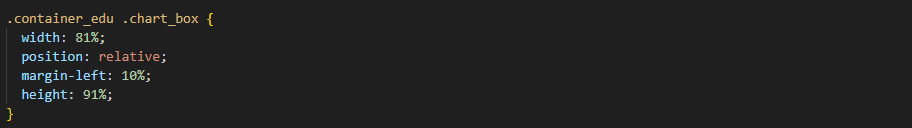 .container_edu .chart_box {
  width: 81%;
  position: relative;
  margin-left: 10%;
  height: 91%;
}